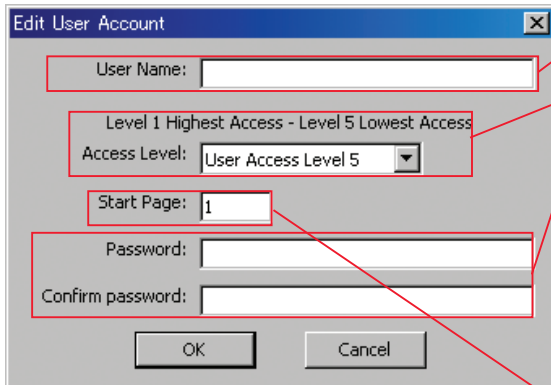 Edit User Account
User Name:
Level 1 Highest Access - Level 5 Lowest Access
Access Level: User Access Level 5
Start Page: 1
Password:
Confirm password:
OK Cancel